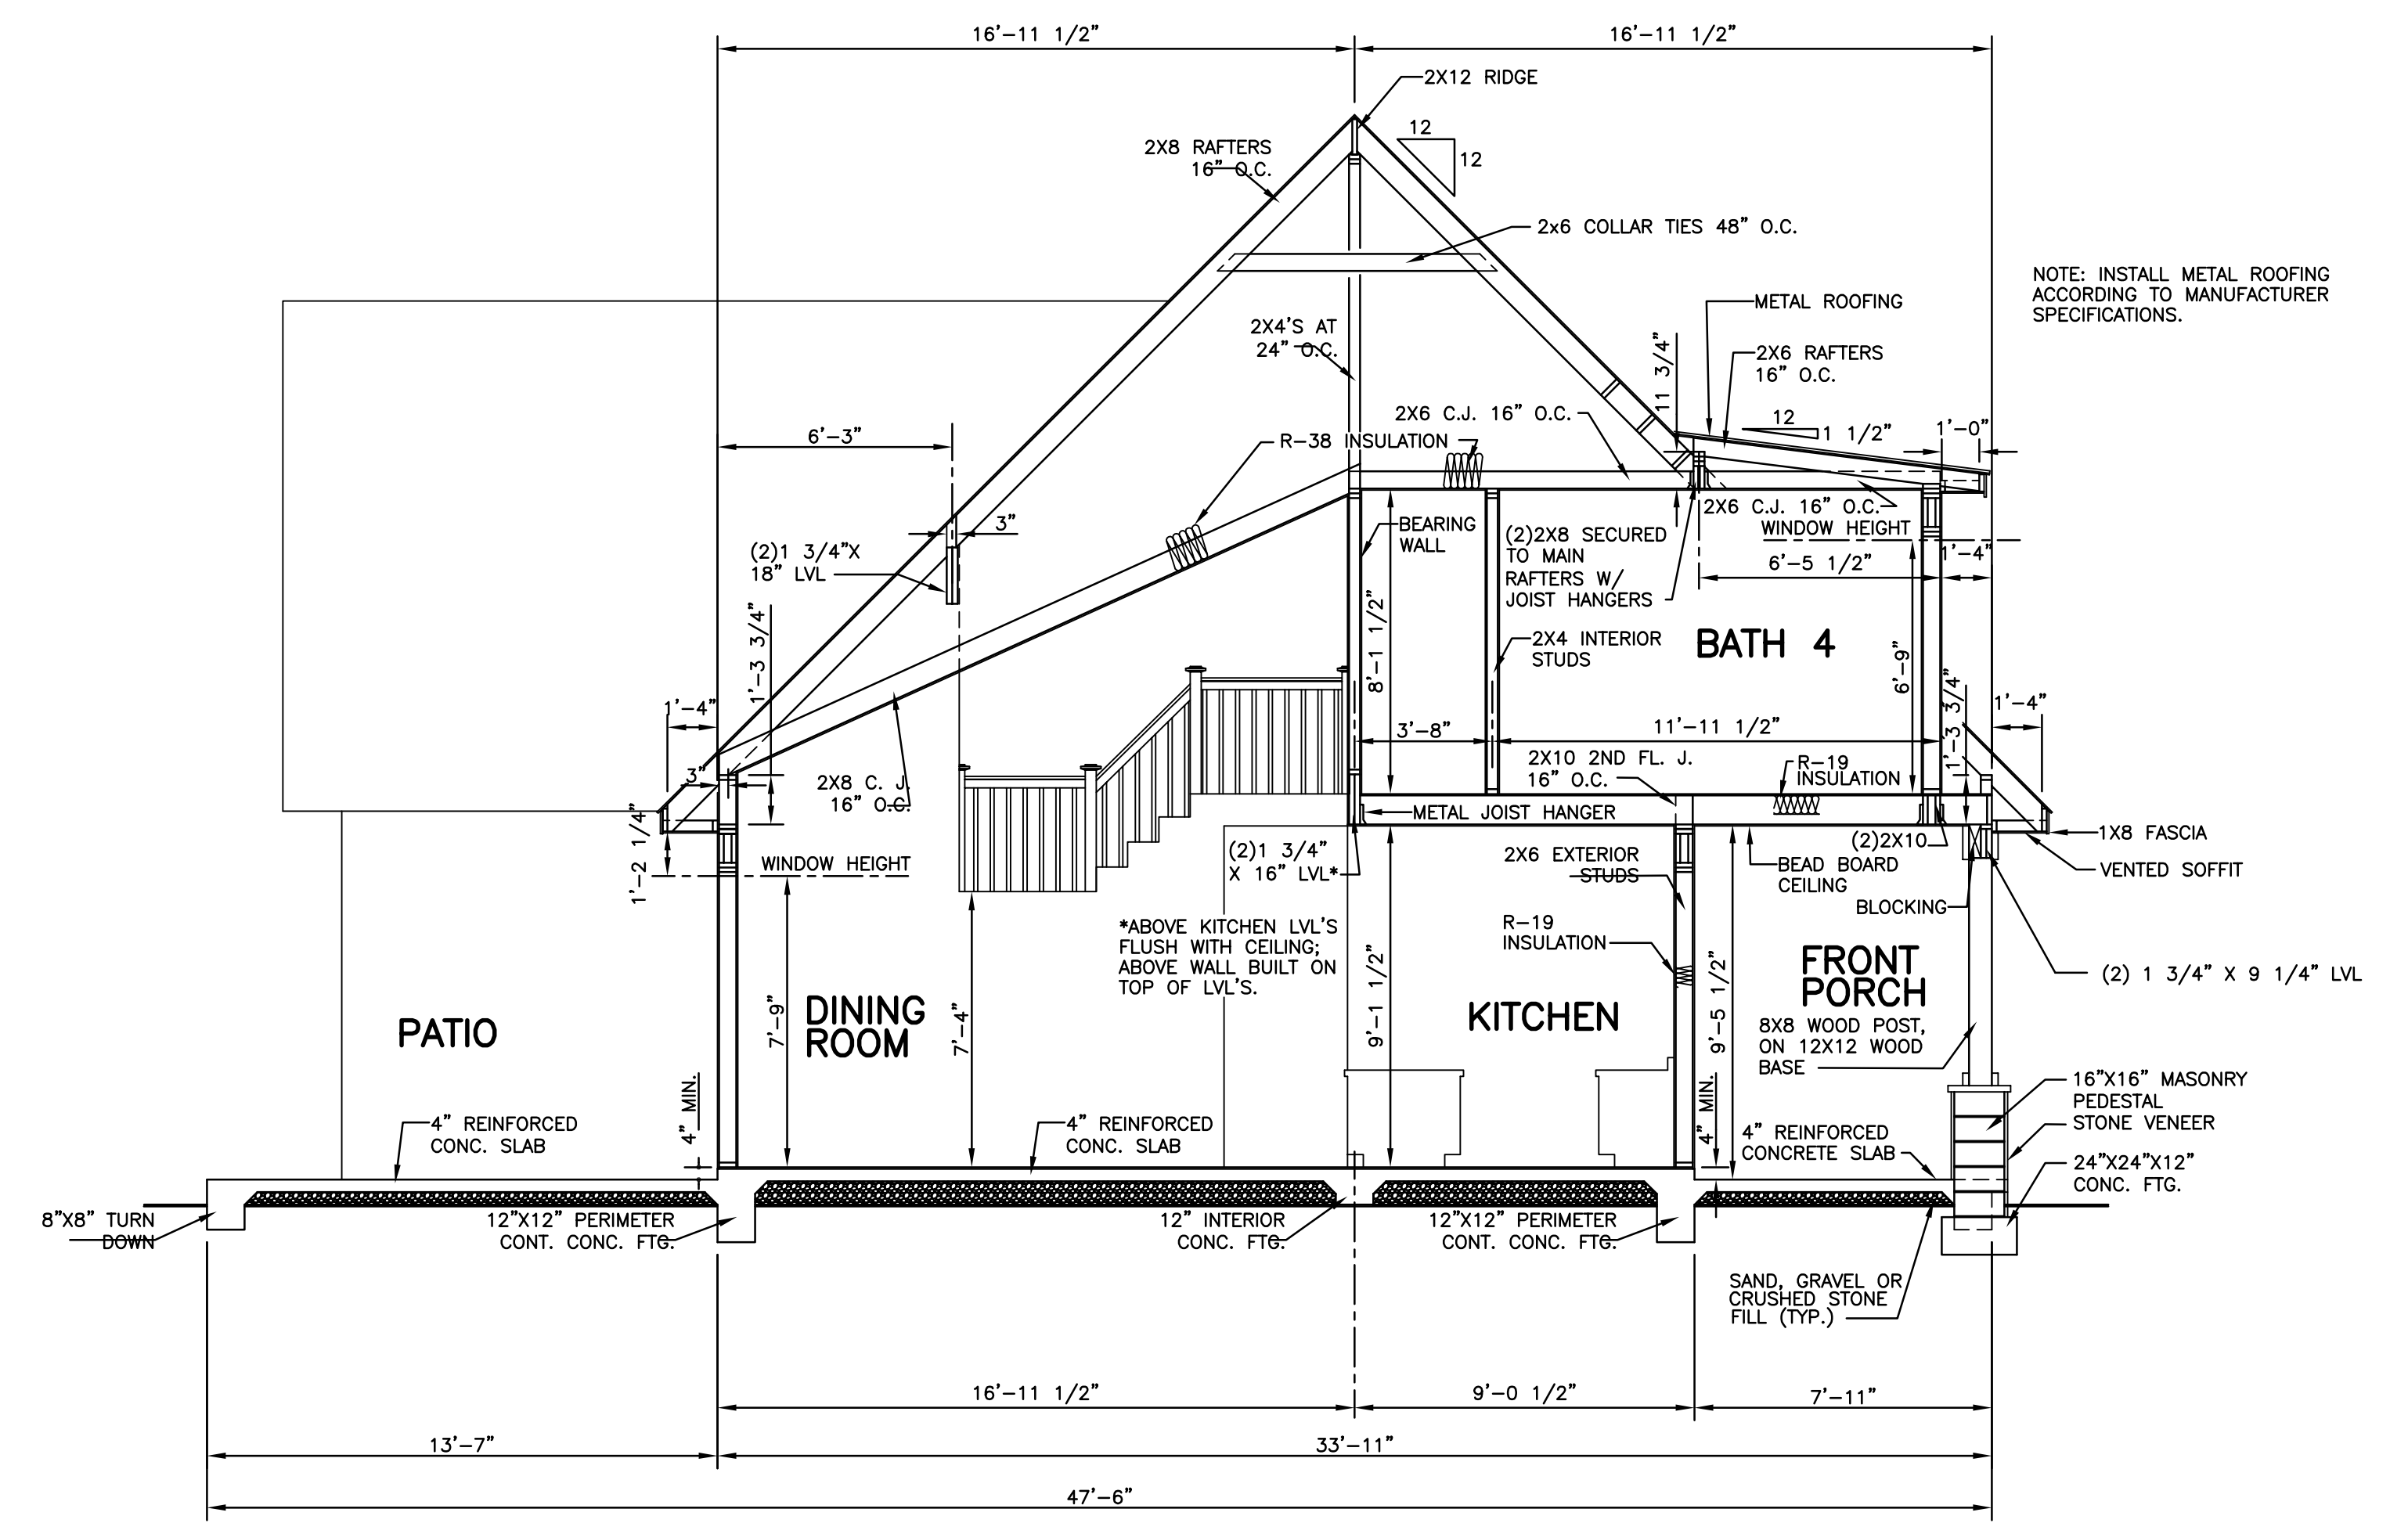 16'-11 1/2"
16'-11 1/2"
2X12 RIDGE
12
12
2X8 RAFTERS
16" O.C.
2x6 COLLAR TIES 48" O.C.
NOTE: INSTALL METAL ROOFING
ACCORDING TO MANUFACTURER
SPECIFICATIONS.
METAL ROOFING
2X4'S AT
24" O.C.
11 3/4"
2X6 RAFTERS
16" O.C.
2X6 C.J. 16" O.C.
12
1 1/2"
1'-0"
6'-3"
R-38 INSULATION
3"
(2)1 3/4"X
18" LVL
BEARING
WALL
(2)2X8 SECURED
TO MAIN
RAFTERS W/
JOIST HANGERS
2X6 C.J. 16" O.C.
WINDOW HEIGHT
1'-4"
6'-5 1/2"
8'-1 1/2"
2X4 INTERIOR
STUDS
BATH 4
6'-9"
1'-3 3/4"
1'-4"
1'-3 3/4"
1'-4"
3'-8"
11'-11 1/2"
3"
2X8 C. J.
16" O.C.
2X10 2ND FL. J.
16" O.C.
R-19
INSULATION
METAL JOIST HANGER
1'-2 1/4"
WINDOW HEIGHT
(2)1 3/4"
X 16" LVL*
2X6 EXTERIOR
STUDS
(2)2X10
BEAD BOARD
CEILING
1X8 FASCIA
VENTED SOFFIT
BLOCKING
*ABOVE KITCHEN LVL'S
FLUSH WITH CEILING;
ABOVE WALL BUILT ON
TOP OF LVL'S.
R-19
INSULATION
(2) 1 3/4" X 9 1/4" LVL
PATIO
7'-9"
DINING
ROOM
7'-4"
9'-1 1/2"
KITCHEN
9'-5 1/2"
FRONT
PORCH
8X8 WOOD POST,
ON 12X12 WOOD
BASE
16"X16" MASONRY
PEDESTAL
STONE VENEER
4" MIN.
4" MIN.
4" REINFORCED
CONC. SLAB
4" REINFORCED
CONC. SLAB
4" REINFORCED
CONCRETE SLAB
24"X24"X12"
CONC. FTG.
8"X8" TURN
DOWN
12"X12" PERIMETER
CONT. CONC. FTG.
12" INTERIOR
CONC. FTG.
12"X12" PERIMETER
CONT. CONC. FTG.
SAND, GRAVEL OR
CRUSHED STONE
FILL (TYP.)
16'-11 1/2"
9'-0 1/2"
7'-11"
13'-7"
33'-11"
47'-6"